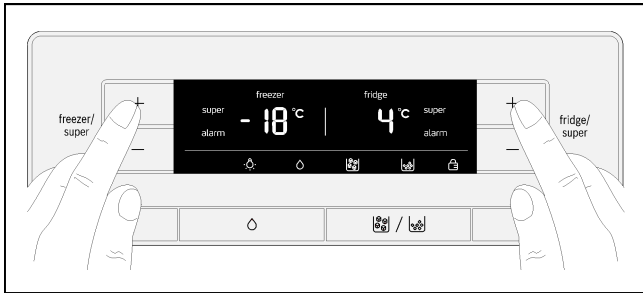 freezer
fridge
super
- 18 °C
4 °C
super
alarm
alarm
freezer/
super
+
−
+
−
fridge/
super
/